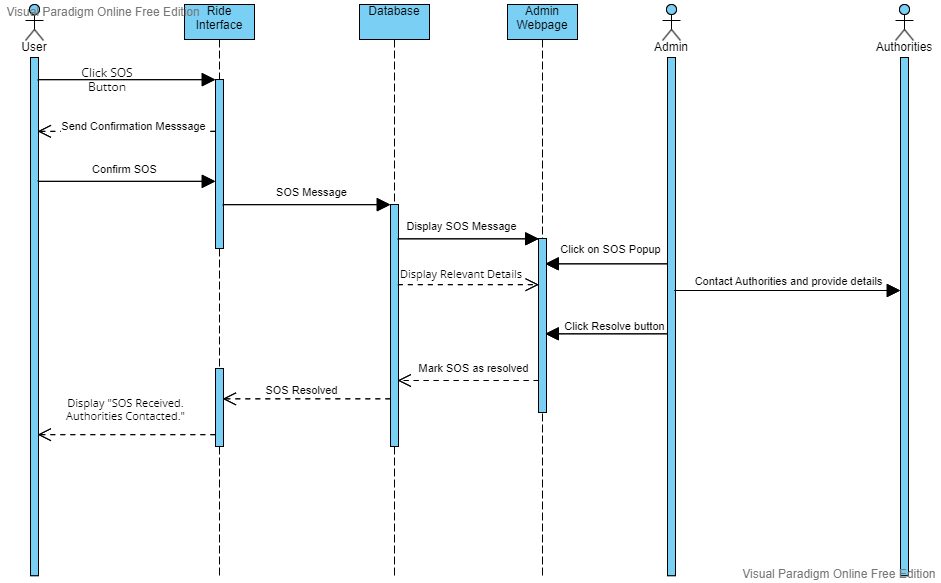 Visual Paradigm Online Free Edition
Ride
Interface
Database
Admin
Webpage
User
Admin
Authorities
Click SOS
Button
Send Confirmation Messsage
Confirm SOS
SOS Message
Display SOS Message
Click on SOS Popup
Display Relevant Details
Contact Authorities and provide details
Click Resolve button
Mark SOS as resolved
SOS Resolved
Display "SOS Received.
Authorities Contacted."
Visual Paradigm Online Free Edition